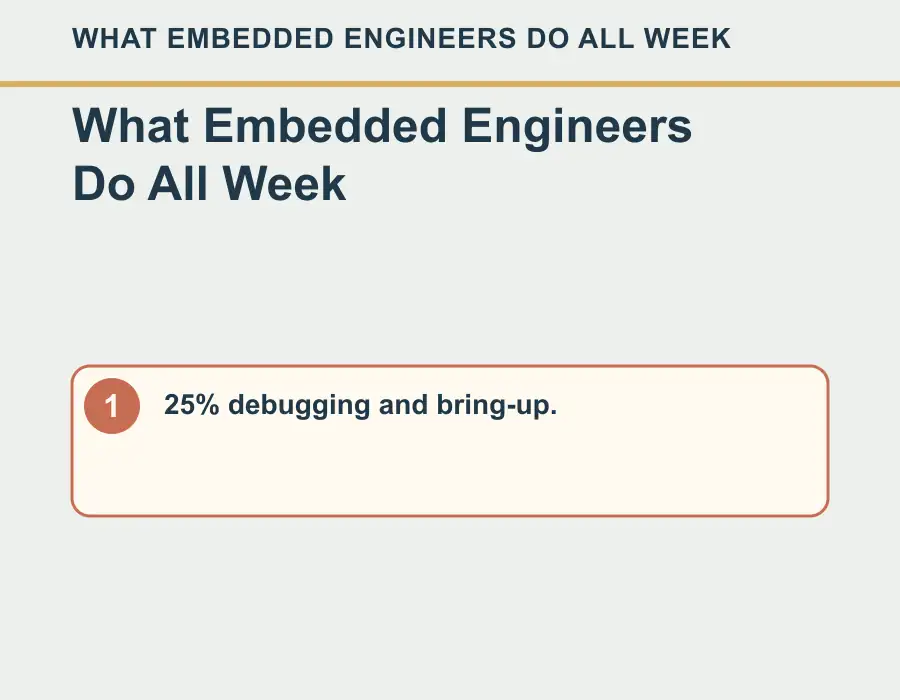 WHAT EMBEDDED ENGINEERS DO ALL WEEK
What Embedded Engineers
Do All Week
1 25% debugging and bring-up.